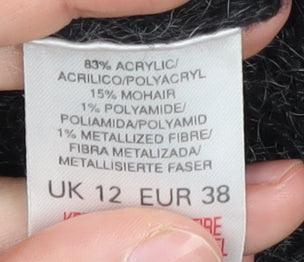 83% ACRYLIC/
ACRILICO/POLYACRYL
15% MOHAIR
1% POLYAMIDE/
POLIAMIDA/POLYAMID
1% METALLIZED FIBRE/
FIBRA METALIZADA/
METALLISIERTE FASER
UK 12 EUR 38